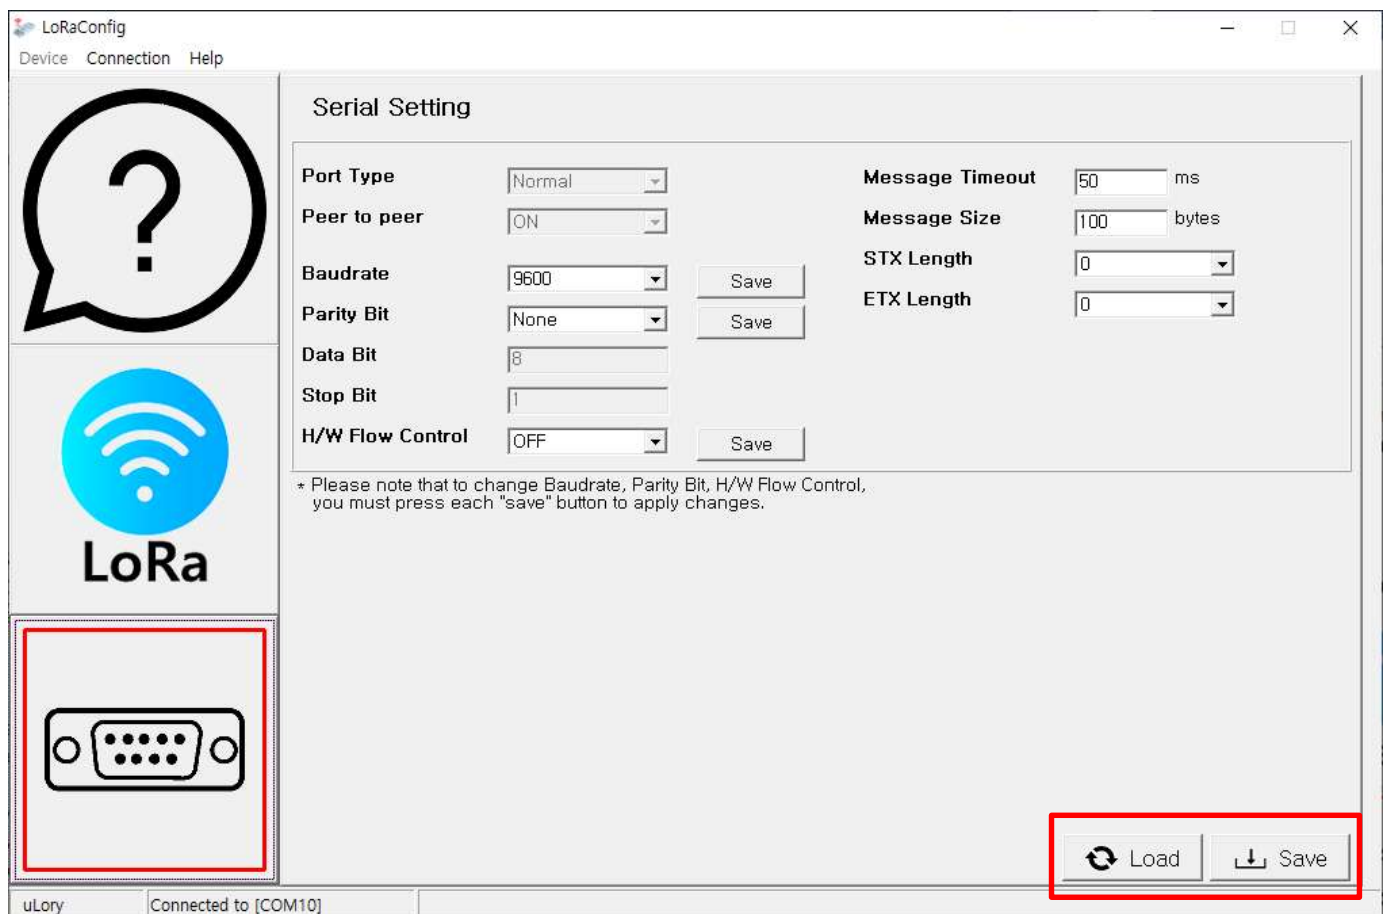 LoRaConfig
Device Connection Help
?
LoRa
Serial Setting
Port Type Normal
Peer to peer ON
Baudrate 9600 Save
Parity Bit None Save
Data Bit 8
Stop Bit 1
H/W Flow Control OFF Save
Message Timeout 50 ms
Message Size 100 bytes
STX Length 0
ETX Length 0
* Please note that to change Baudrate, Parity Bit, H/W Flow Control,
you must press each "save" button to apply changes.
Load Save
uLory Connected to [COM10]